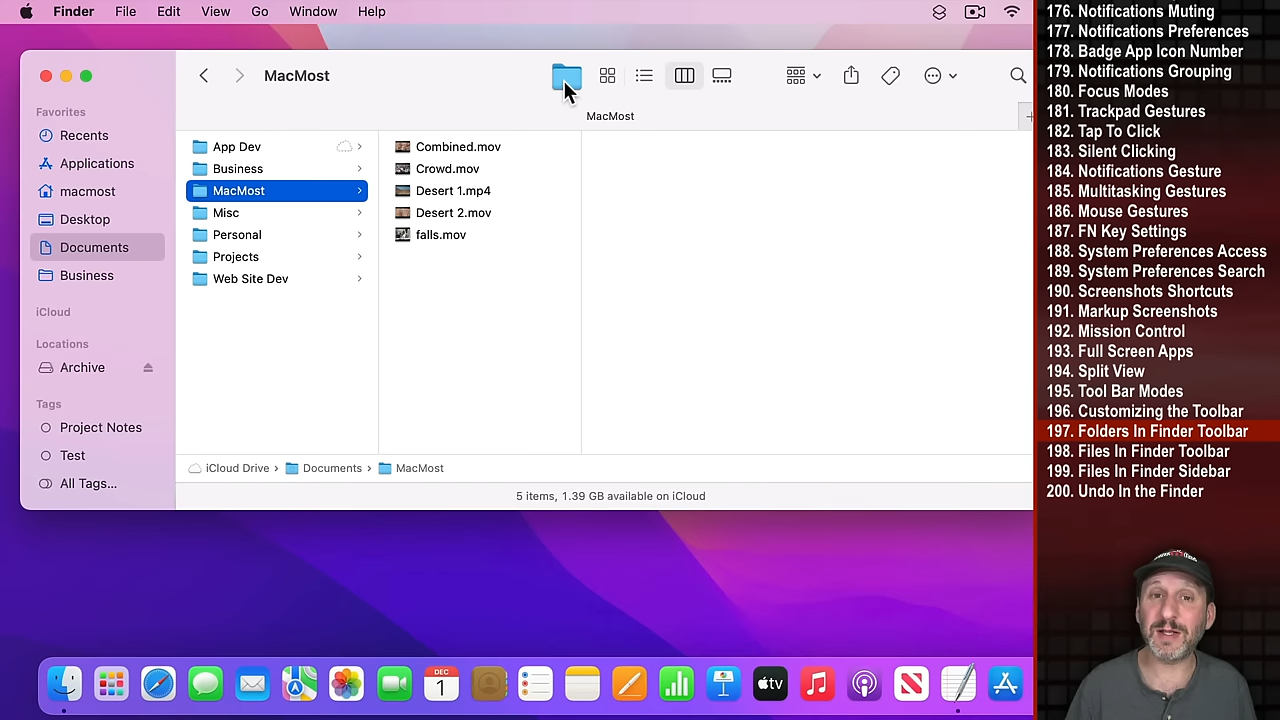 Finder File Edit View Go Window Help
MacMost
MacMost
Favorites
Recents
Applications
macmost
Desktop
Documents
Business
iCloud
Locations
Archive
Tags
Project Notes
Test
All Tags...
App Dev
Business
MacMost
Misc
Personal
Projects
Web Site Dev
Combined.mov
Crowd.mov
Desert 1.mp4
Desert 2.mov
falls.mov
iCloud Drive › Documents › MacMost
5 items, 1.39 GB available on iCloud
DEC
1
tv
176. Notifications Muting
177. Notifications Preferences
178. Badge App Icon Number
179. Notifications Grouping
180. Focus Modes
181. Trackpad Gestures
182. Tap To Click
183. Silent Clicking
184. Notifications Gesture
185. Multitasking Gestures
186. Mouse Gestures
187. FN Key Settings
188. System Preferences Access
189. System Preferences Search
190. Screenshots Shortcuts
191. Markup Screenshots
192. Mission Control
193. Full Screen Apps
194. Split View
195. Tool Bar Modes
196. Customizing the Toolbar
197. Folders In Finder Toolbar
198. Files In Finder Toolbar
199. Files In Finder Sidebar
200. Undo In the Finder